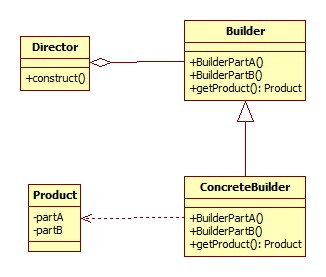 Director
+construct()
Builder
+BuilderPartA()
+BuilderPartB()
+getProduct(): Product
Product
-partA
-partB
ConcreteBuilder
+BuilderPartA()
+BuilderPartB()
+getProduct(): Product